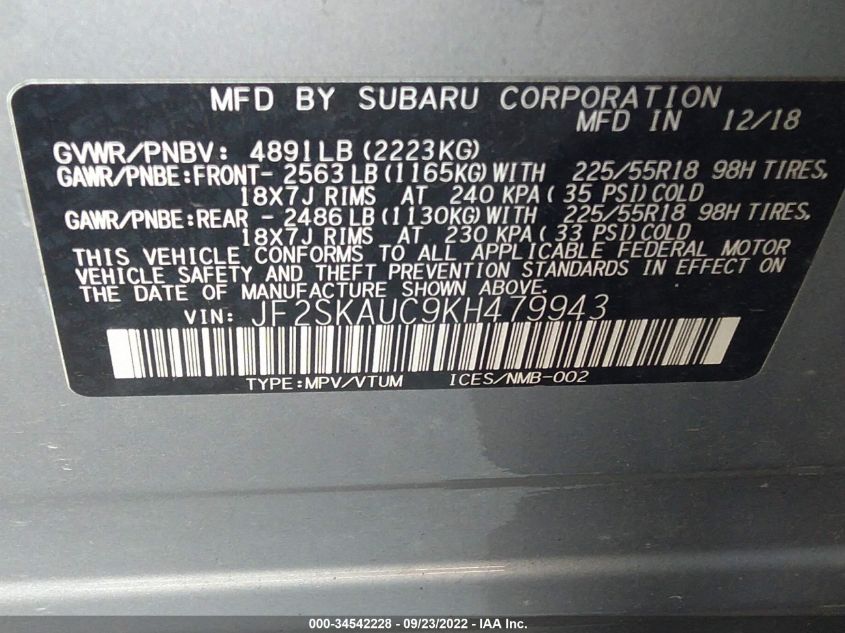 MFD BY SUBARU CORPORATION
MFD IN 12/18
GVWR/PNBV: 4891LB (2223KG)
GAWR/PNBE:FRONT- 2563 LB (1165KG) WITH 225/55R18 98H TIRES,
18X7J RIMS AT 240 KPA ( 35 PSI) COLD
GAWR/PNBE:REAR - 2486 LB (1130KG) WITH 225/55R18 98H TIRES,
18X7J RIMS AT 230 KPA ( 33 PSI) COLD
THIS VEHICLE CONFORMS TO ALL APPLICABLE FEDERAL MOTOR
VEHICLE SAFETY AND THEFT PREVENTION STANDARDS IN EFFECT ON
THE DATE OF MANUFACTURE SHOWN ABOVE.
VIN: JF2SKAUC9KH479943
TYPE:MPV/VTUM ICES/NMB-002
000-34542228 - 09/23/2022 - IAA Inc.